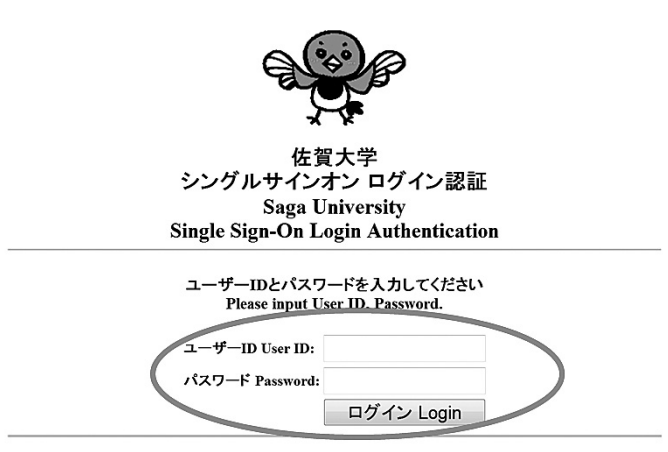 佐賀大学
シングルサインオン ログイン認証
Saga University
Single Sign-On Login Authentication
ユーザーIDとパスワードを入力してください
Please input User ID, Password.
ユーザーID User ID:
パスワード Password:
ログイン Login